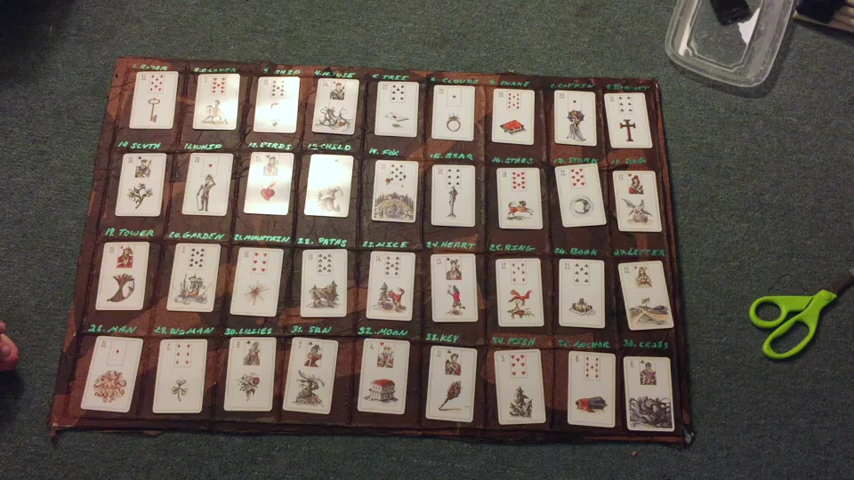 1. RIDER 2. CLOVER 3. SHIP 4. HOUSE 5. TREE 6. CLOUDS 7. SNAKE 8. COFFIN 9. BOUQUET
10. SCYTH 11. WHIP 12. BIRDS 13. CHILD 14. FOX 15. BEAR 16. STARS 17. STORK 18. DOG
19. TOWER 20. GARDEN 21. MOUNTAIN 22. PATHS 23. MICE 24. HEART 25. RING 26. BOOK 27. LETTER
28. MAN 29. WOMAN 30. LILLIES 31. SUN 32. MOON 33. KEY 34. FISH 35. ANCHOR 36. CROSS